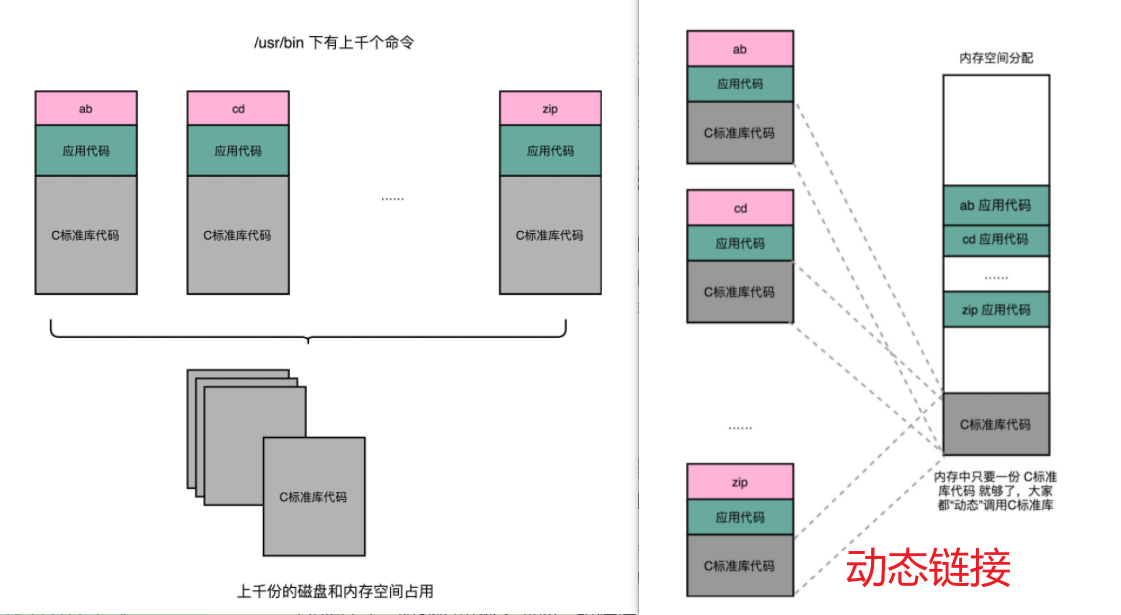 /usr/bin 下有上千个命令
ab
cd
zip
应用代码
应用代码
应用代码
......
C标准库代码
C标准库代码
C标准库代码
C标准库代码
上千份的磁盘和内存空间占用
ab
应用代码
C标准库代码
cd
应用代码
C标准库代码
......
zip
应用代码
C标准库代码
内存空间分配
ab 应用代码
cd 应用代码
......
zip 应用代码
C标准库代码
内存中只要一份 C标准
库代码 就够了，大家
都“动态”调用C标准库
动态链接